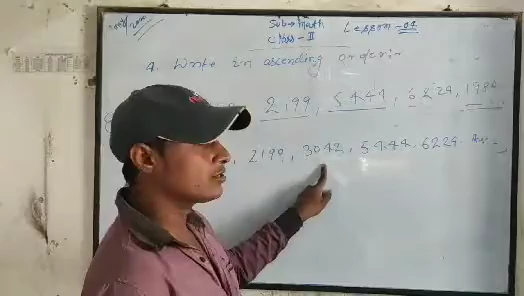 Sub→ Math Lesson - 01
Class - II
4. Write in ascending order:-
2199, 5444, 6224, 1980
, 2199, 3042, 5444, 6224. Ans